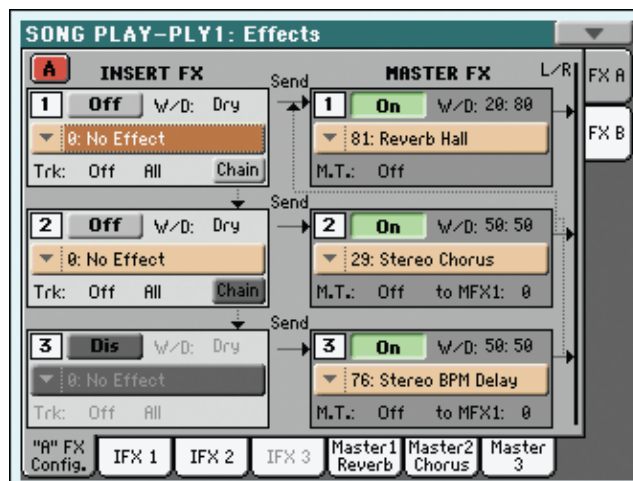 SONG PLAY-PLY1: Effects
A INSERT FX Send MASTER FX L/R FX A
1 Off W/D: Dry 1 On W/D: 20:80
0: No Effect 81: Reverb Hall FX B
Trk: Off All Chain M.T.: Off
Send
2 Off W/D: Dry 2 On W/D: 50:50
0: No Effect 29: Stereo Chorus
Trk: Off All Chain M.T.: Off to MFX1: 0
Send
3 Dis W/D: Dry 3 On W/D: 50:50
0: No Effect 76: Stereo BPM Delay
Trk: Off All M.T.: Off to MFX1: 0
"A" FX Config. IFX 1 IFX 2 IFX 3 Master1 Reverb Master2 Chorus Master 3